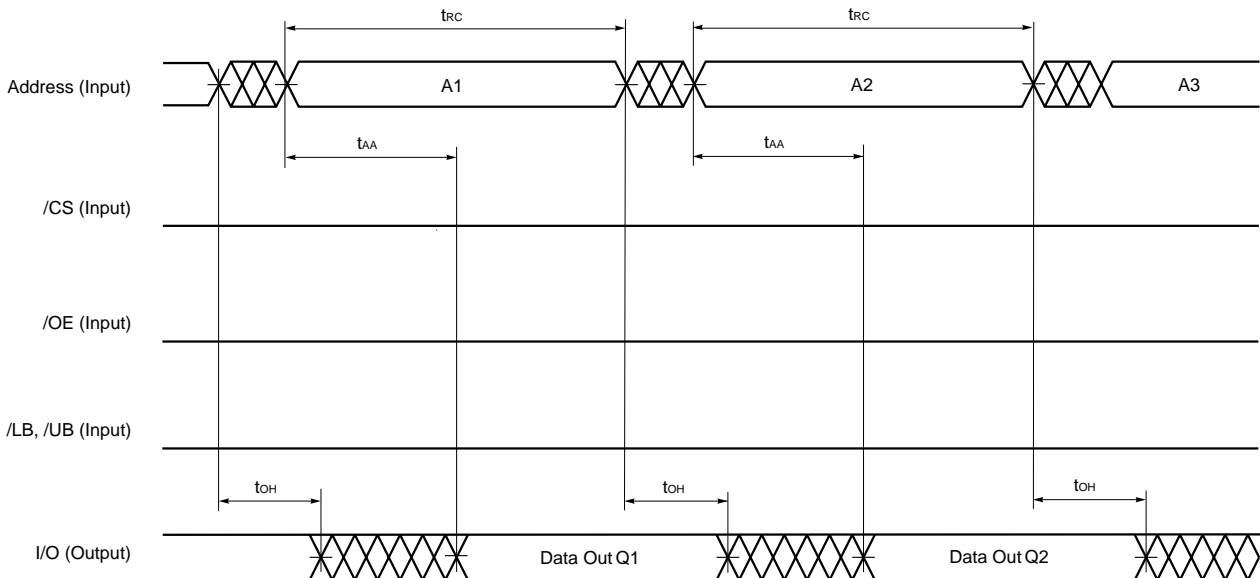 tRC tRC
Address (Input) A1 A2 A3
tAA tAA
/CS (Input)
/OE (Input)
/LB, /UB (Input)
tOH tOH tOH
I/O (Output) Data Out Q1 Data Out Q2